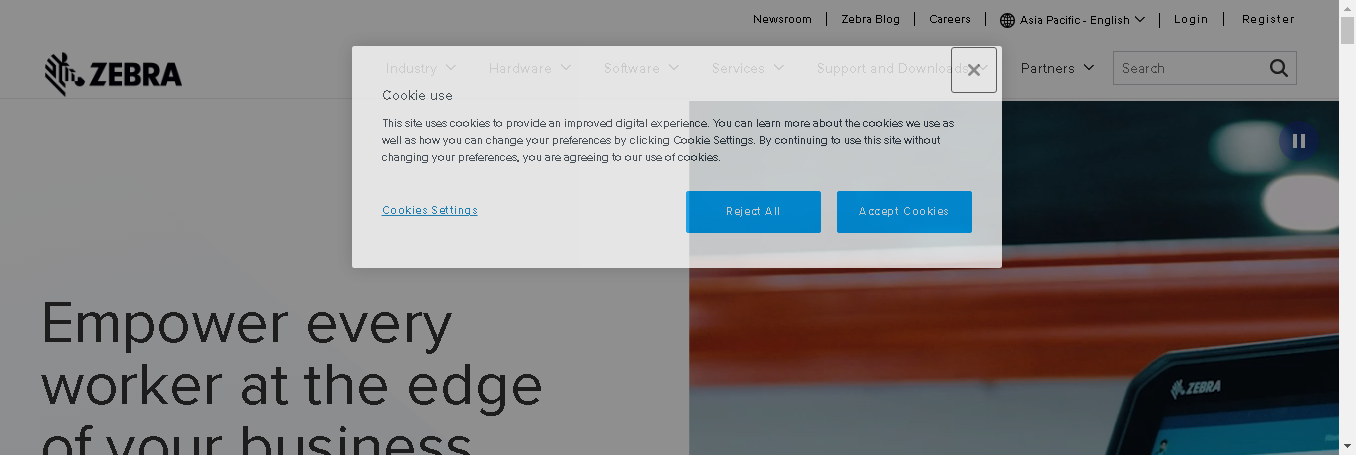 Newsroom
Zebra Blog
Careers
Asia Pacific - English
Login
Register
ZEBRA
Industry
Hardware
Software
Services
Support and Downloads
Partners
Search
Cookie use
This site uses cookies to provide an improved digital experience. You can learn more about the cookies we use as
well as how you can change your preferences by clicking Cookie Settings. By continuing to use this site without
changing your preferences, you are agreeing to our use of cookies.
Cookies Settings
Reject All
Accept Cookies
Empower every
worker at the edge
of your business
ZEBRA